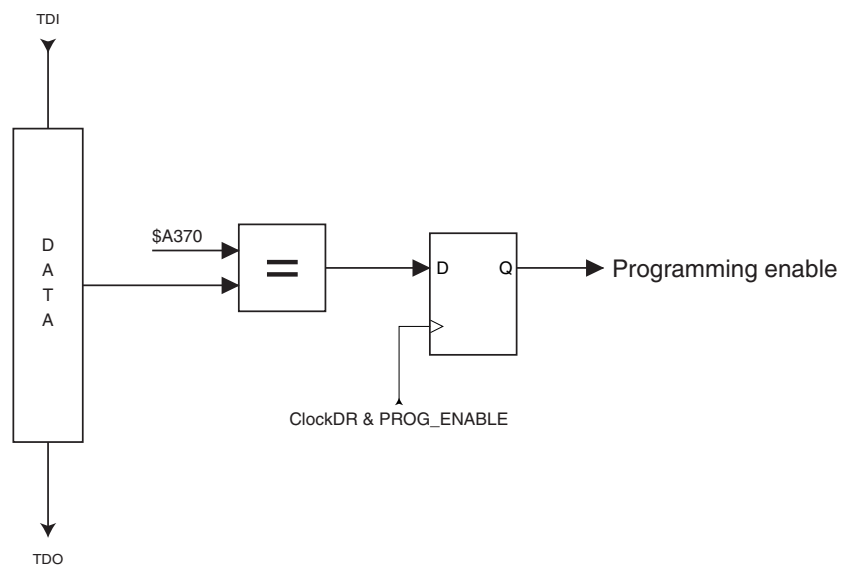 TDI
D
A
T
A
$A370
=
D
Q
Programming enable
ClockDR & PROG_ENABLE
TDO